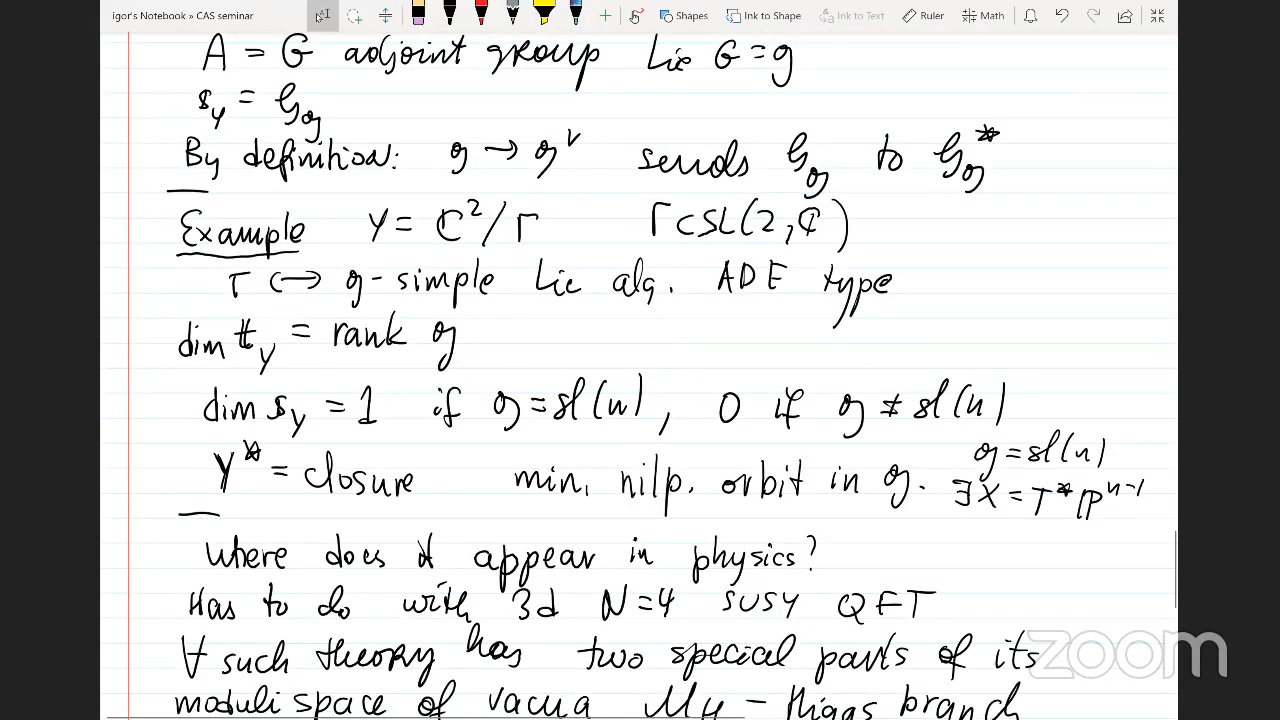 igor's Notebook » CAS seminar
Shapes Ink to Shape Ink to Text Ruler Math
A = G adjoint group Lie G = g
s_y = h_g
By definition: g → g^∨ sends h_g to h_g^*
Example Y = ℂ²/Γ Γ ⊂ SL(2, ℂ)
Γ ↔ g - simple Lie alg. ADE type
dim t_y = rank g
dim s_y = 1 if g = sl(n), 0 if g ≠ sl(n)
Y^* = closure min. nilp. orbit in g. g = sl(n)
∃ X = T^* ℙ^{n-1}
where does it appear in physics?
Has to do with 3d N=4 SUSY QFT
∀ such theory has two special parts of its
moduli space of vacua M_H - Higgs branch
zoom